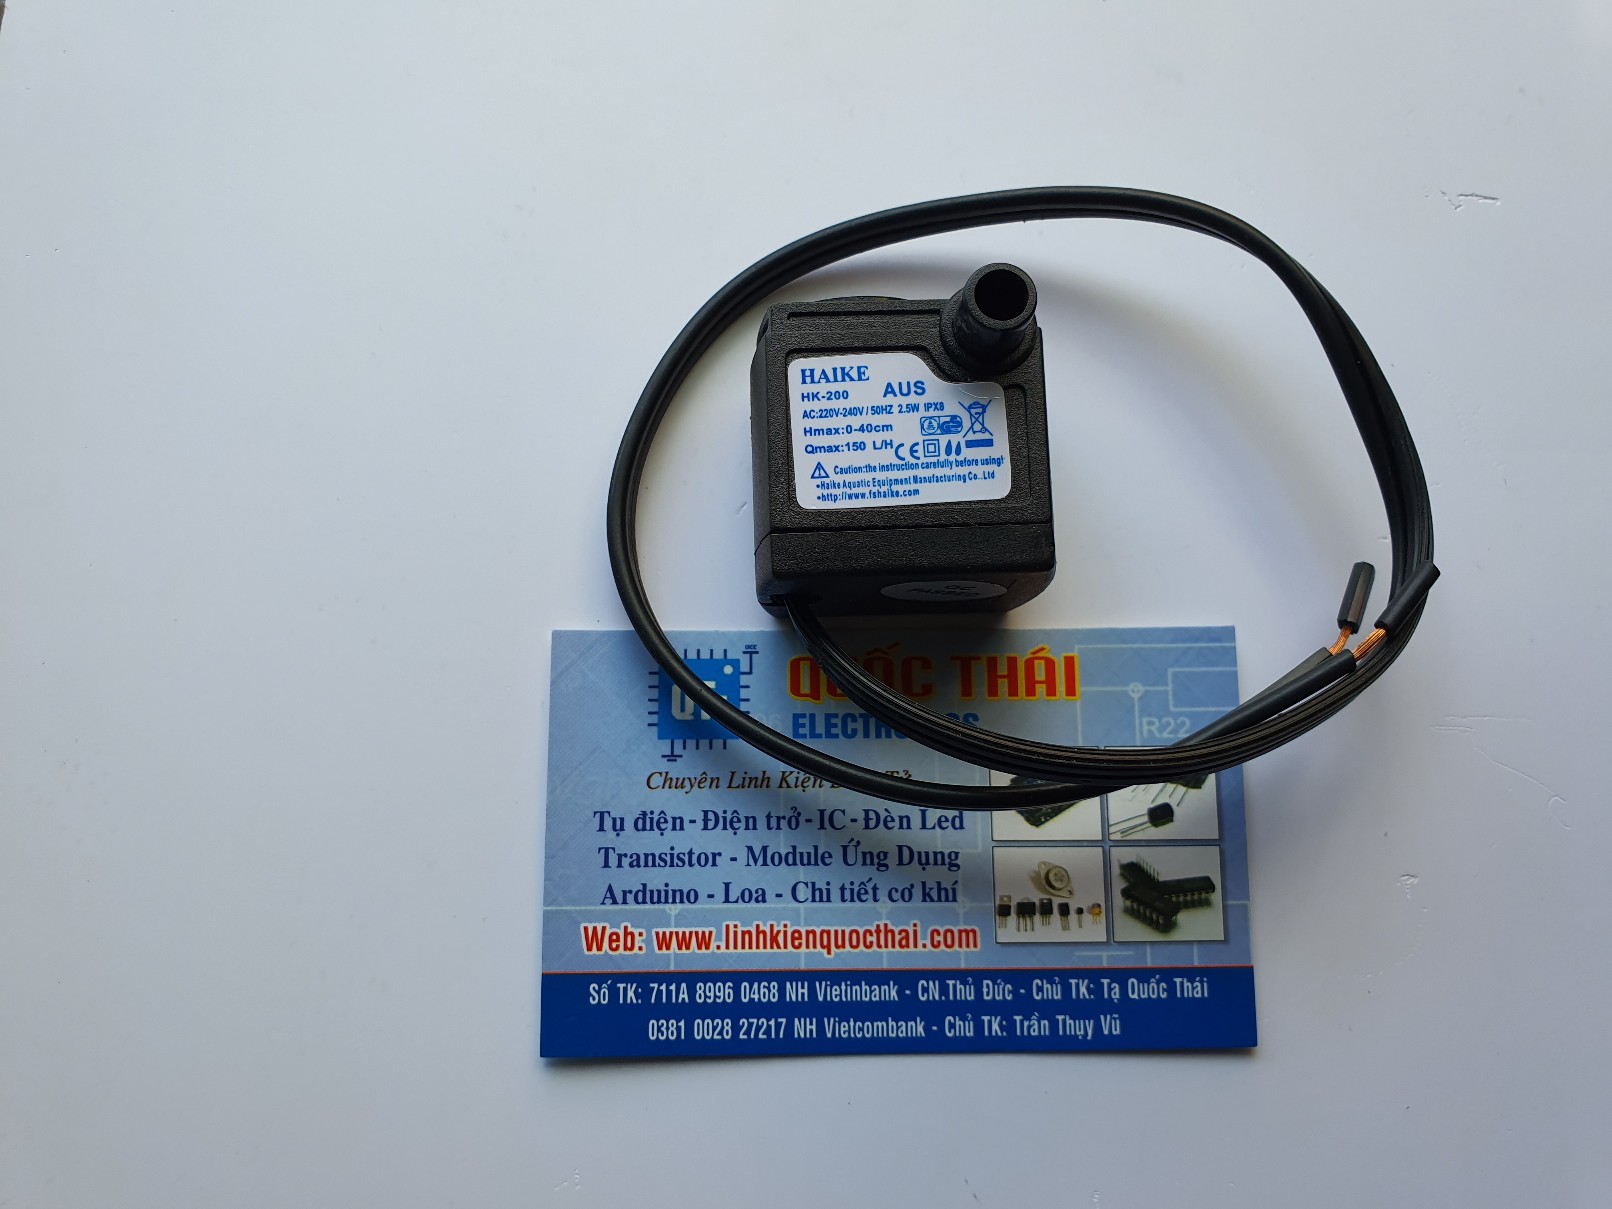 HAIKE
HK-200 AUS
AC:220V-240V/50HZ 2.5W IPX8
Hmax:0-40cm
Qmax:150 L/H
CE
Caution:the instruction carefully before using!
•Haike Aquatic Equipment Manufacturing Co.,Ltd
•http://www.fshaike.com
QC
PASSED
QT
QUỐC THÁI
R22
Chuyên Linh Kiện
Tụ điện - Điện trở - IC - Đèn Led
Transistor - Module Ứng Dụng
Arduino - Loa - Chi tiết cơ khí
Web: www.linhkienquocthai.com
Số TK: 711A 8996 0468 NH Vietinbank - CN.Thủ Đức - Chủ TK: Tạ Quốc Thái
0381 0028 27217 NH Vietcombank - Chủ TK: Trần Thụy Vũ